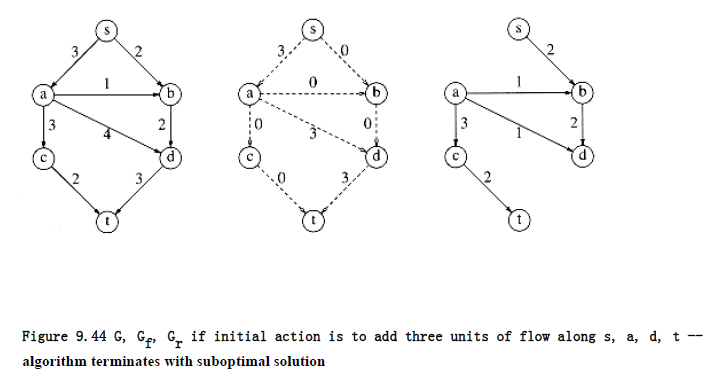 s s s
3 2 3 0 2
1 0 1
a b a b a b
3 4 2 0 3 0 3 1 2
c d c d c d
2 3 0 3 2
t t t
Figure 9.44 G, Gf, Gr if initial action is to add three units of flow along s, a, d, t --
algorithm terminates with suboptimal solution